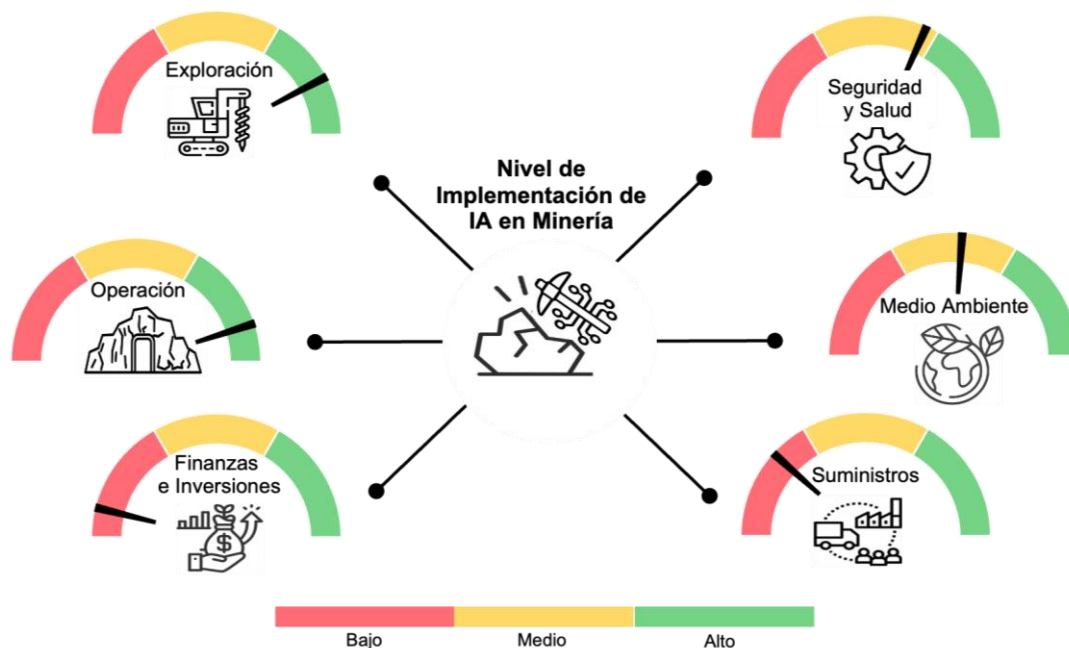 Exploración
Seguridad
y Salud
Nivel de
Implementación de
IA en Minería
Operación
Medio Ambiente
Finanzas
e Inversiones
$
Suministros
Bajo
Medio
Alto